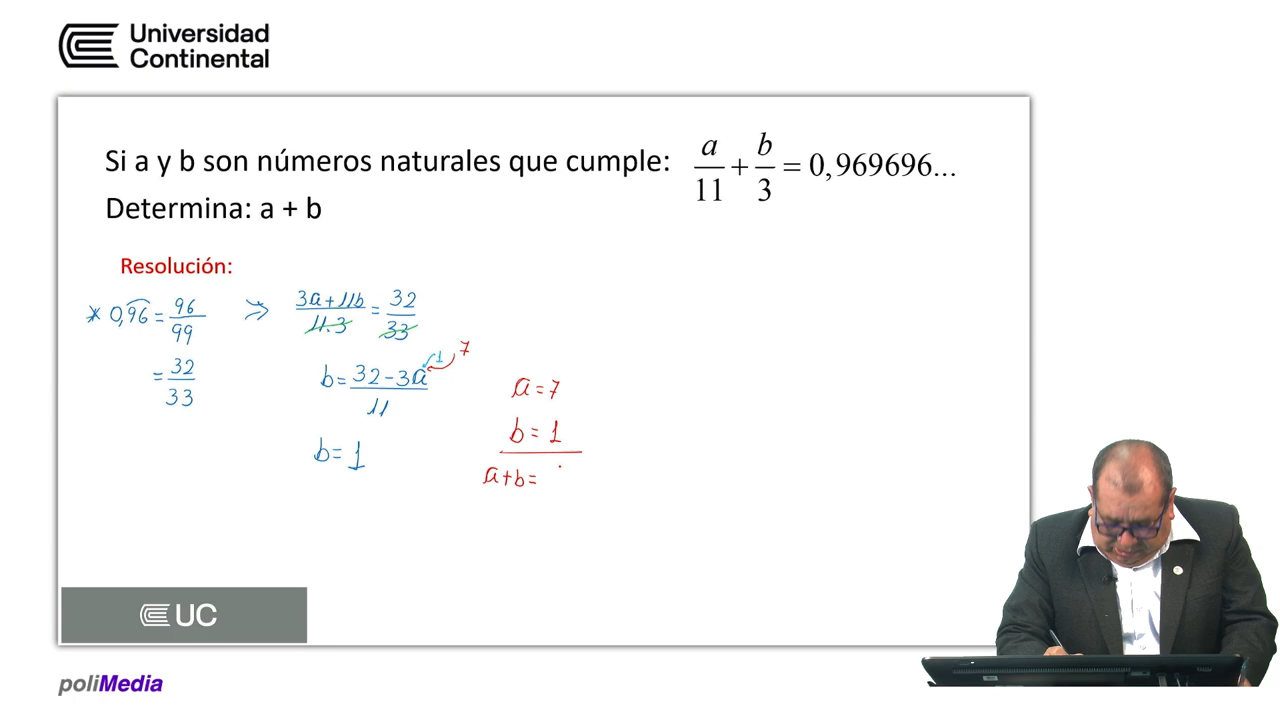 Universidad
Continental
Si a y b son números naturales que cumple: a/11 + b/3 = 0,969696...
Determina: a + b
Resolución:
* 0,96 = 96/99 => (3a+11b)/(11.3) = 32/33
= 32/33
b = (32-3a)/11 1 7
a = 7
b = 1
b = 1
a+b =
UC
poliMedia